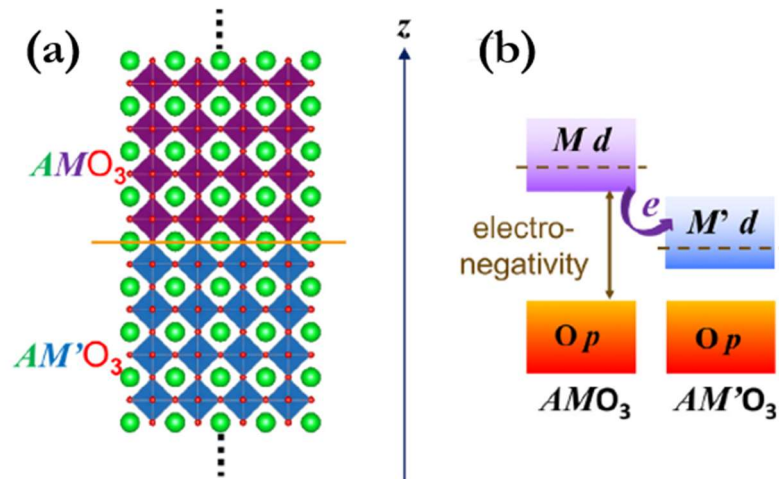 (a)
z
AMO₃
AM'O₃
(b)
M d
e
M' d
electro-
negativity
O p
O p
AMO₃
AM'O₃